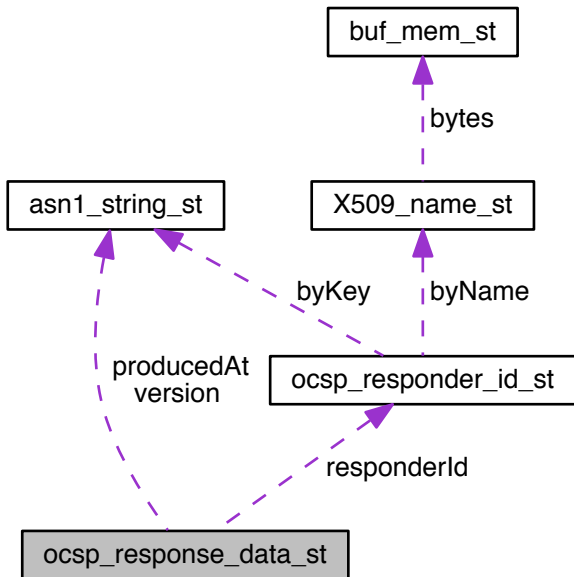 buf_mem_st
bytes
asn1_string_st
X509_name_st
byKey
byName
producedAt
version
ocsp_responder_id_st
responderId
ocsp_response_data_st